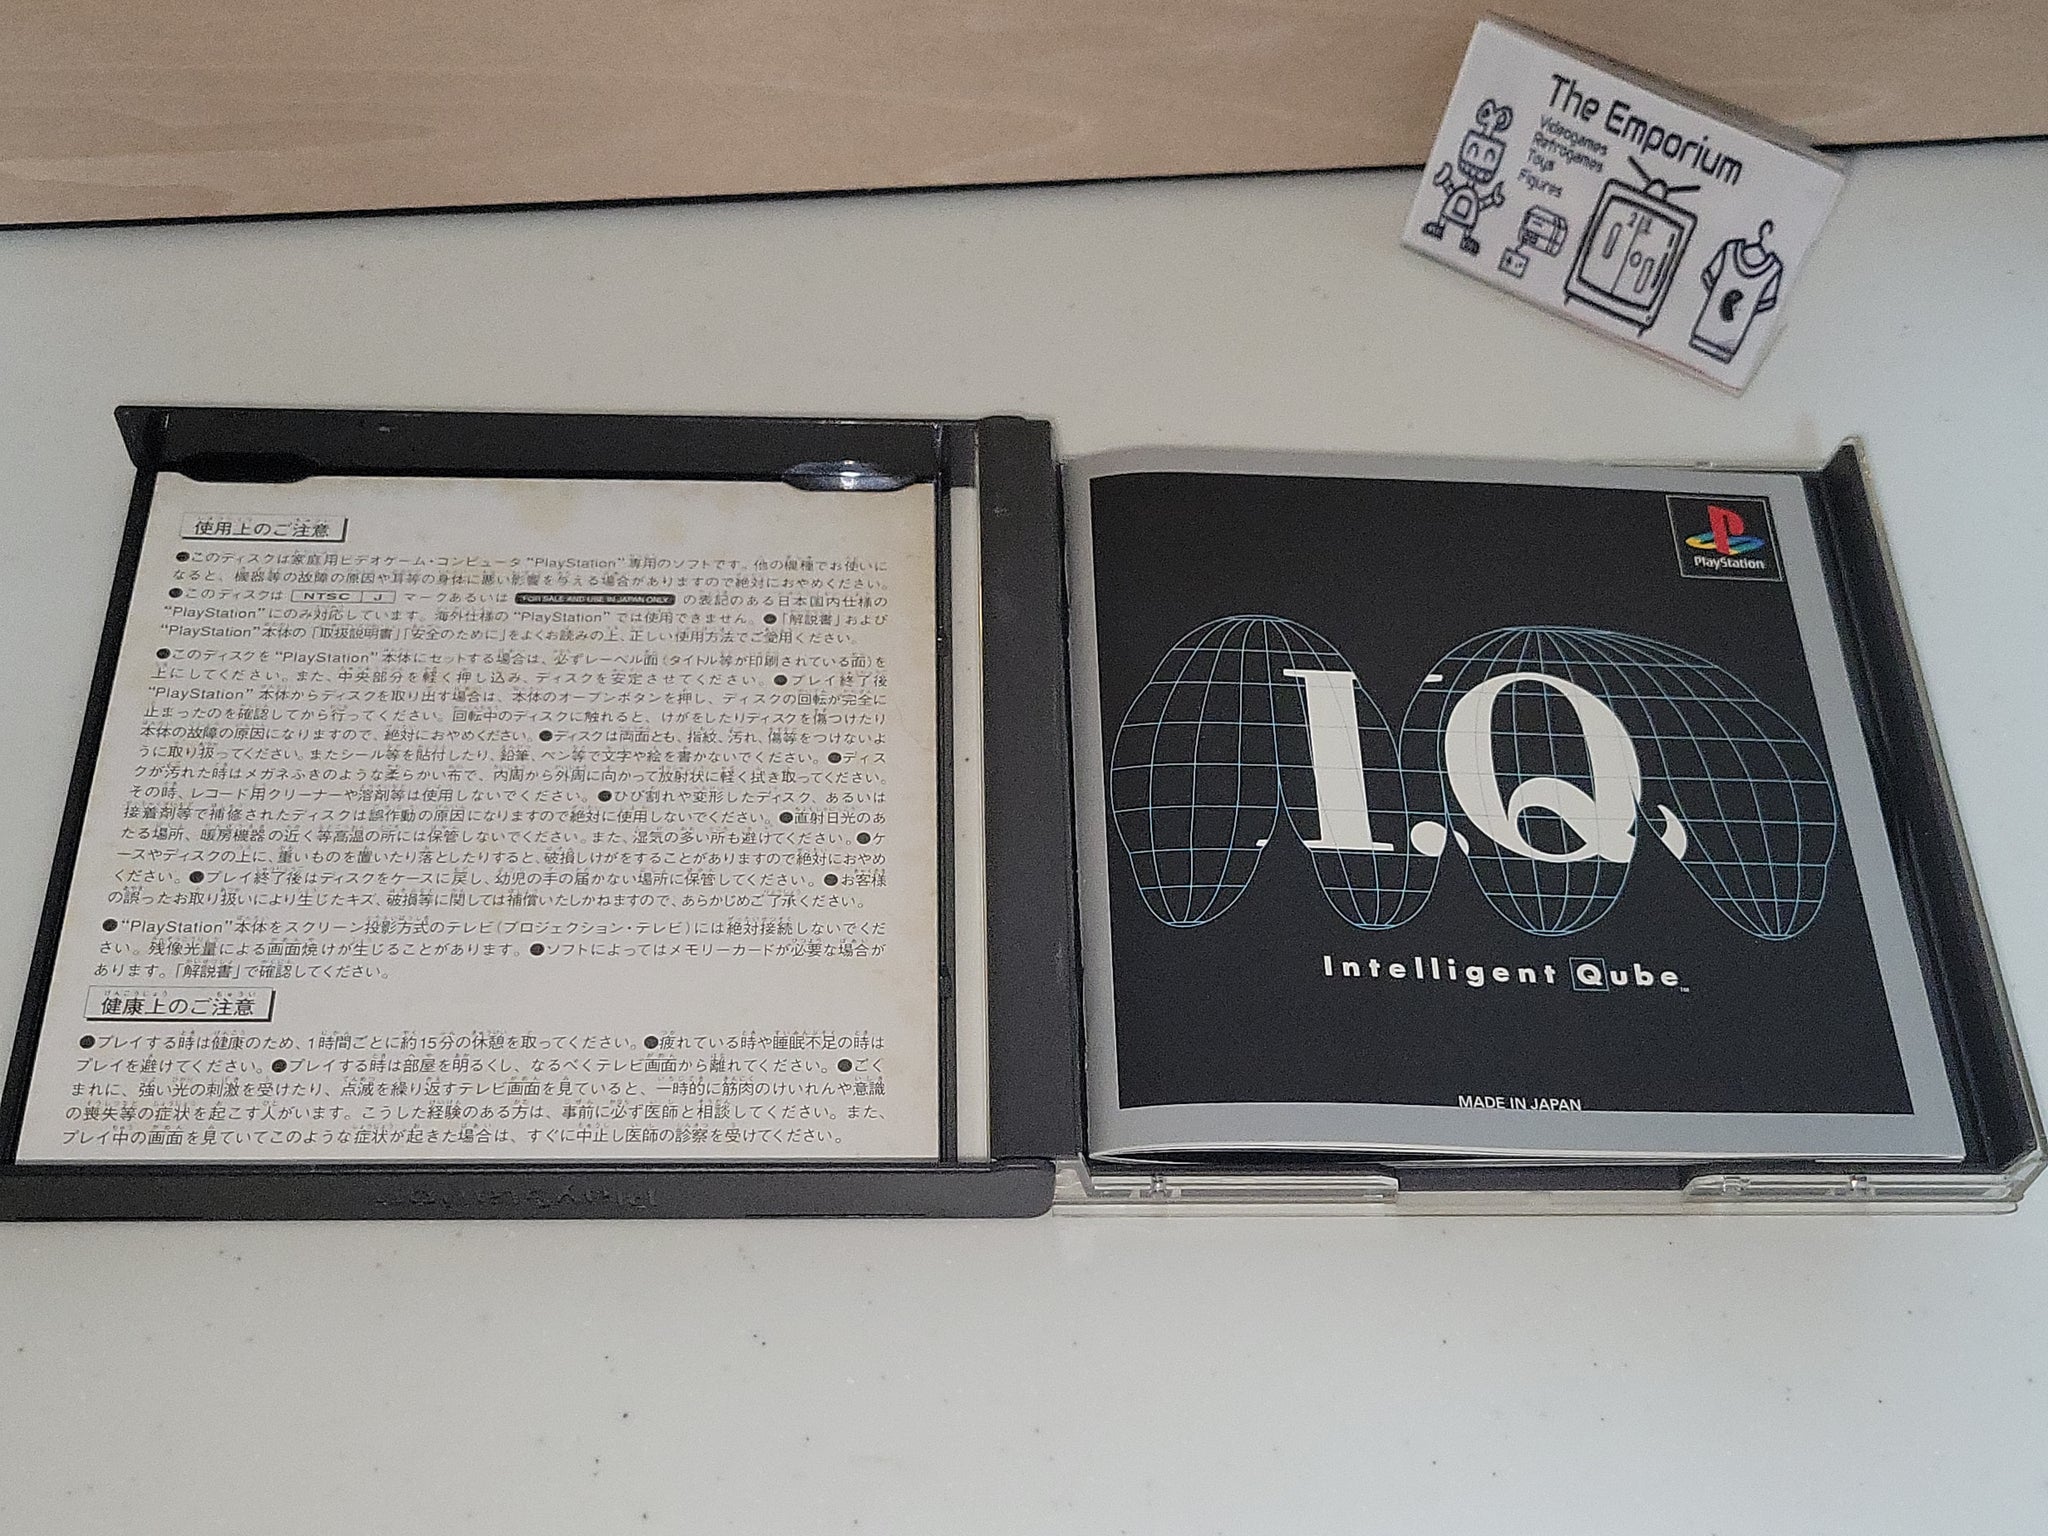 The Emporium
Videogames
Retrogames
Toys
Figures
使用上のご注意
●このディスクは家庭用ビデオゲーム・コンピュータ“PlayStation”専用のソフトです。他の機種でお使いに
なると、機器等の故障の原因や耳等の身体に悪い影響を与える場合がありますので絶対におやめください。
●このディスクは NTSC J マークあるいは FOR SALE AND USE IN JAPAN ONLY の表記のある日本国内仕様の
“PlayStation”にのみ対応しています。海外仕様の“PlayStation”では使用できません。●「解説書」および
“PlayStation”本体の「取扱説明書」「安全のために」をよくお読みの上、正しい使用方法でご愛用ください。
●このディスクを“PlayStation”本体にセットする場合は、必ずレーベル面(タイトル等が印刷されている面)を
上にしてください。また、中央部分を軽く押し込み、ディスクを安定させてください。●プレイ終了後
“PlayStation”本体からディスクを取り出す場合は、本体のオープンボタンを押し、ディスクの回転が完全に
止まったのを確認してから行ってください。回転中のディスクに触れると、けがをしたりディスクを傷つけたり
本体の故障の原因になりますので、絶対におやめください。●ディスクは両面とも、指紋、汚れ、傷等をつけないよ
うに取り扱ってください。またシール等を貼付したり、鉛筆、ペン等で文字や絵を書かないでください。●ディス
クが汚れた時はメガネふきのような柔らかい布で、内周から外周に向かって放射状に軽く拭き取ってください。
その時、レコード用クリーナーや溶剤等は使用しないでください。●ひび割れや変形したディスク、あるいは
接着剤等で補修されたディスクは誤作動の原因になりますので絶対に使用しないでください。●直射日光のあ
たる場所、暖房機器の近く等高温の所には保管しないでください。また、湿気の多い所も避けてください。●ケ
ースやディスクの上に、重いものを置いたり落としたりすると、破損しけがをすることがありますので絶対におやめ
ください。●プレイ終了後はディスクをケースに戻し、幼児の手の届かない場所に保管してください。●お客様
の誤ったお取り扱いにより生じたキズ、破損等に関しては補償いたしかねますので、あらかじめご了承ください。
●“PlayStation”本体をスクリーン投影方式のテレビ(プロジェクション・テレビ)には絶対接続しないでくだ
さい。残像光量による画面焼けが生じることがあります。●ソフトによってはメモリーカードが必要な場合が
あります。「解説書」で確認してください。
健康上のご注意
●プレイする時は健康のため、1時間ごとに約15分の休憩を取ってください。●疲れている時や睡眠不足の時は
プレイを避けてください。●プレイする時は部屋を明るくし、なるべくテレビ画面から離れてください。●ごく
まれに、強い光の刺激を受けたり、点滅を繰り返すテレビ画面を見ていると、一時的に筋肉のけいれんや意識
の喪失等の症状を起こす人がいます。こうした経験のある方は、事前に必ず医師と相談してください。また、
プレイ中の画面を見ていてこのような症状が起きた場合は、すぐに中止し医師の診察を受けてください。
PlayStation
I.Q.
Intelligent Qube™
MADE IN JAPAN